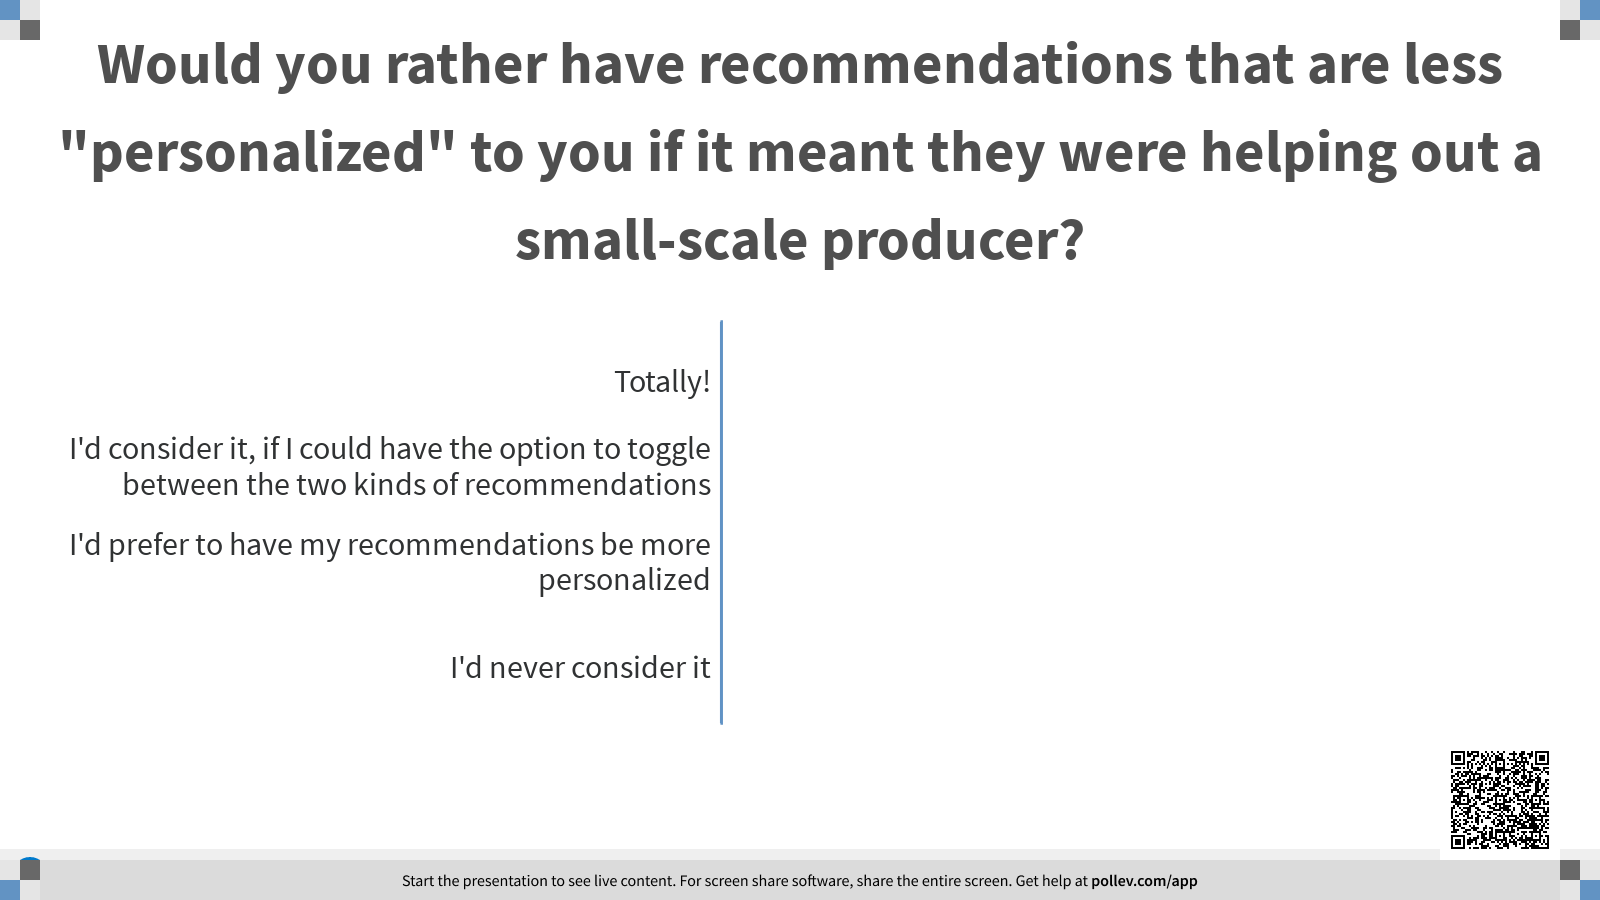 Would you rather have recommendations that are less
"personalized" to you if it meant they were helping out a
small-scale producer?
Totally!
I'd consider it, if I could have the option to toggle
between the two kinds of recommendations
I'd prefer to have my recommendations be more
personalized
I'd never consider it
Start the presentation to see live content. For screen share software, share the entire screen. Get help at pollev.com/app